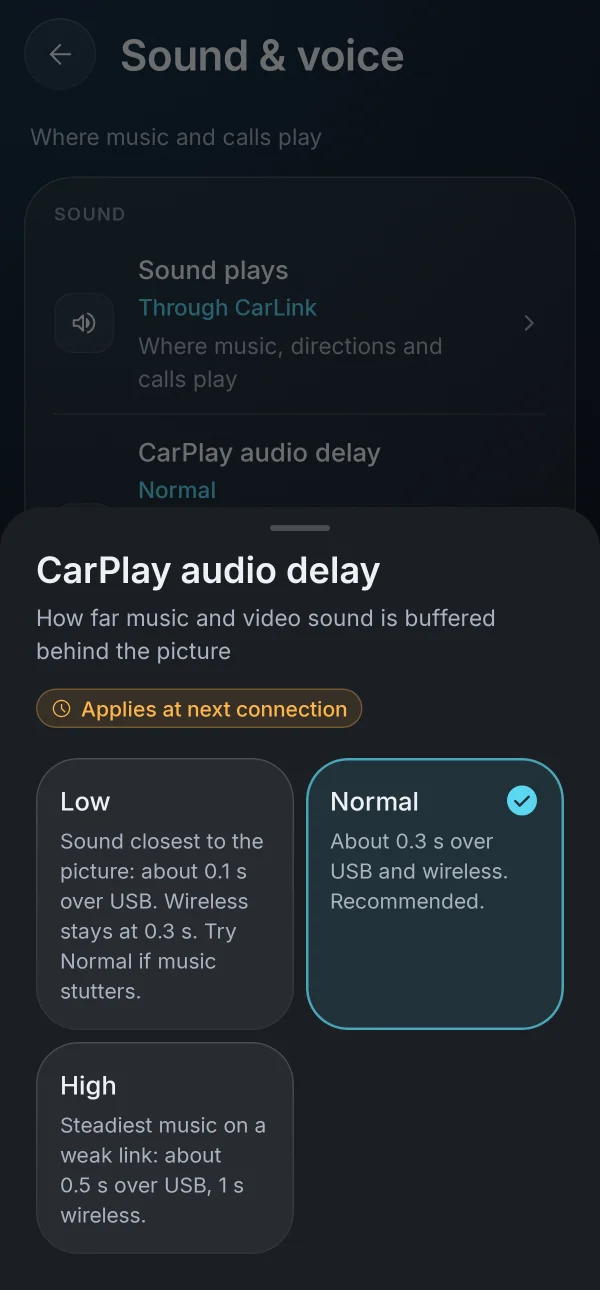 Sound & voice
Where music and calls play
SOUND
Sound plays
Through CarLink
Where music, directions and
calls play
CarPlay audio delay
Normal
CarPlay audio delay
How far music and video sound is buffered
behind the picture
Applies at next connection
Low
Sound closest to the
picture: about 0.1 s
over USB. Wireless
stays at 0.3 s. Try
Normal if music
stutters.
Normal
About 0.3 s over
USB and wireless.
Recommended.
High
Steadiest music on a
weak link: about
0.5 s over USB, 1 s
wireless.